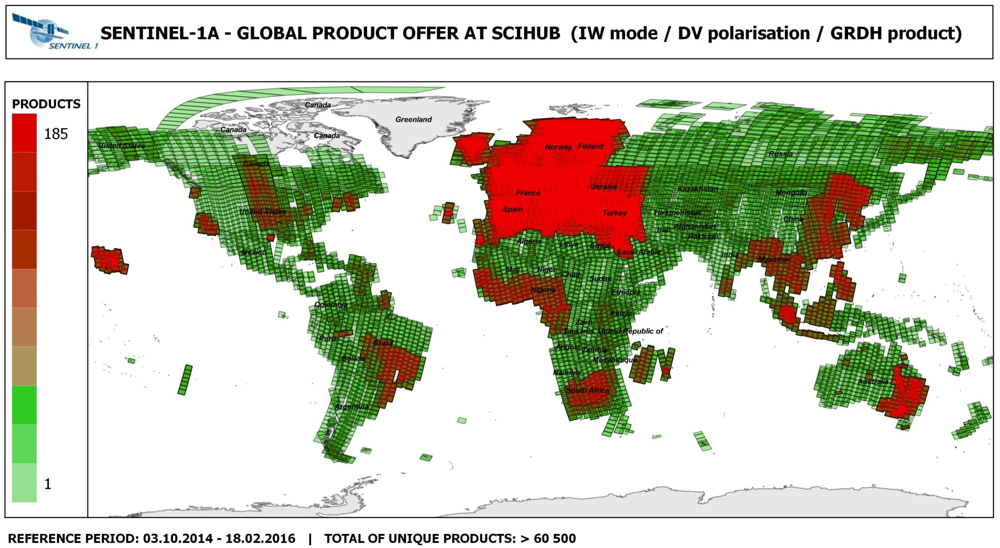 SENTINEL 1
SENTINEL-1A - GLOBAL PRODUCT OFFER AT SCIHUB (IW mode / DV polarisation / GRDH product)
PRODUCTS
185
1
Canada
Greenland
Canada
Canada
United States
Norway
Finland
Russia
Canada
Ukraine
Kazakhstan
Mongolia
France
Spain
Turkey
United States
Turkmenistan
China
Iran
Afghanistan
Pakistan
Algeria
Libya
Egypt
Saudi Arabia
Mexico
India
Myanmar
Mali
Niger
Chad
Sudan
Nigeria
Ethiopia
Colombia
Kenya
Zaire
Tanzania, United Republic of
Peru
Brazil
Angola
Zambia
Bolivia
Mozambique
Namibia
Australia
South Africa
Argentina
REFERENCE PERIOD: 03.10.2014 - 18.02.2016 | TOTAL OF UNIQUE PRODUCTS: > 60 500